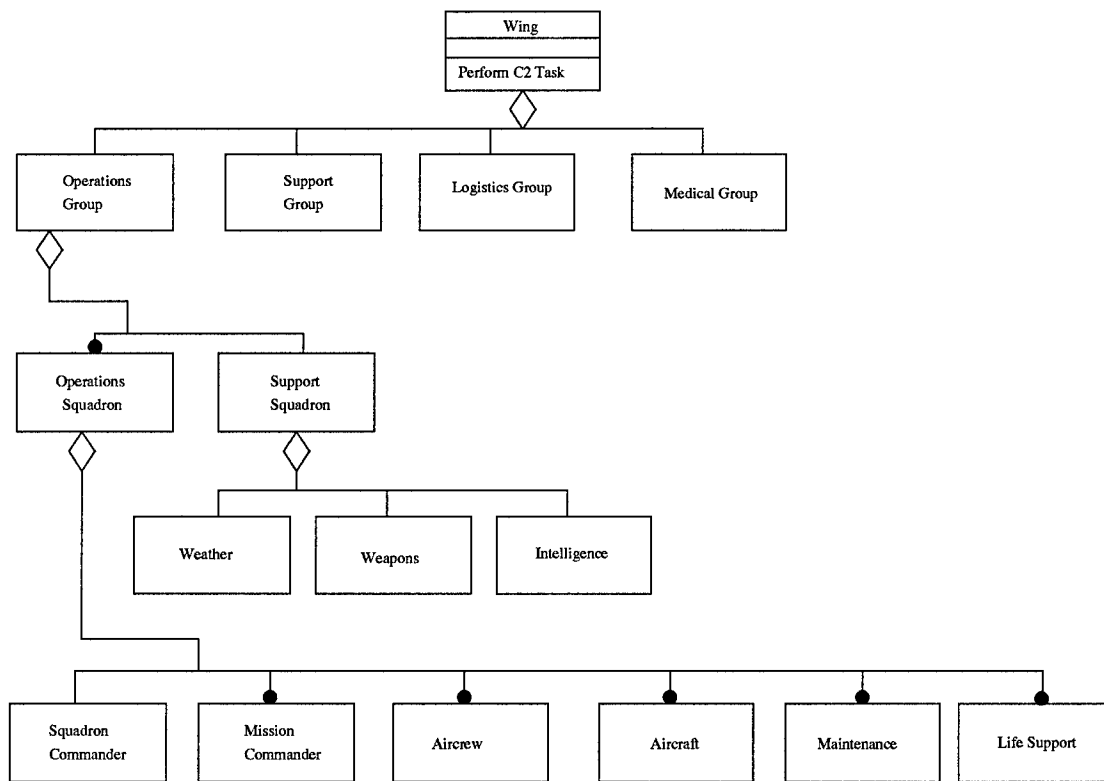 Wing
Perform C2 Task
Operations
Group
Support
Group
Logistics Group
Medical Group
Operations
Squadron
Support
Squadron
Weather
Weapons
Intelligence
Squadron
Commander
Mission
Commander
Aircrew
Aircraft
Maintenance
Life Support